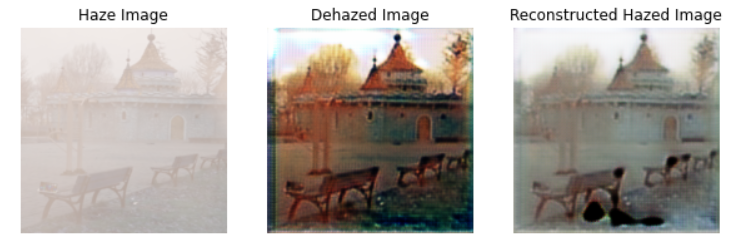 Haze Image
Dehazed Image
Reconstructed Hazed Image